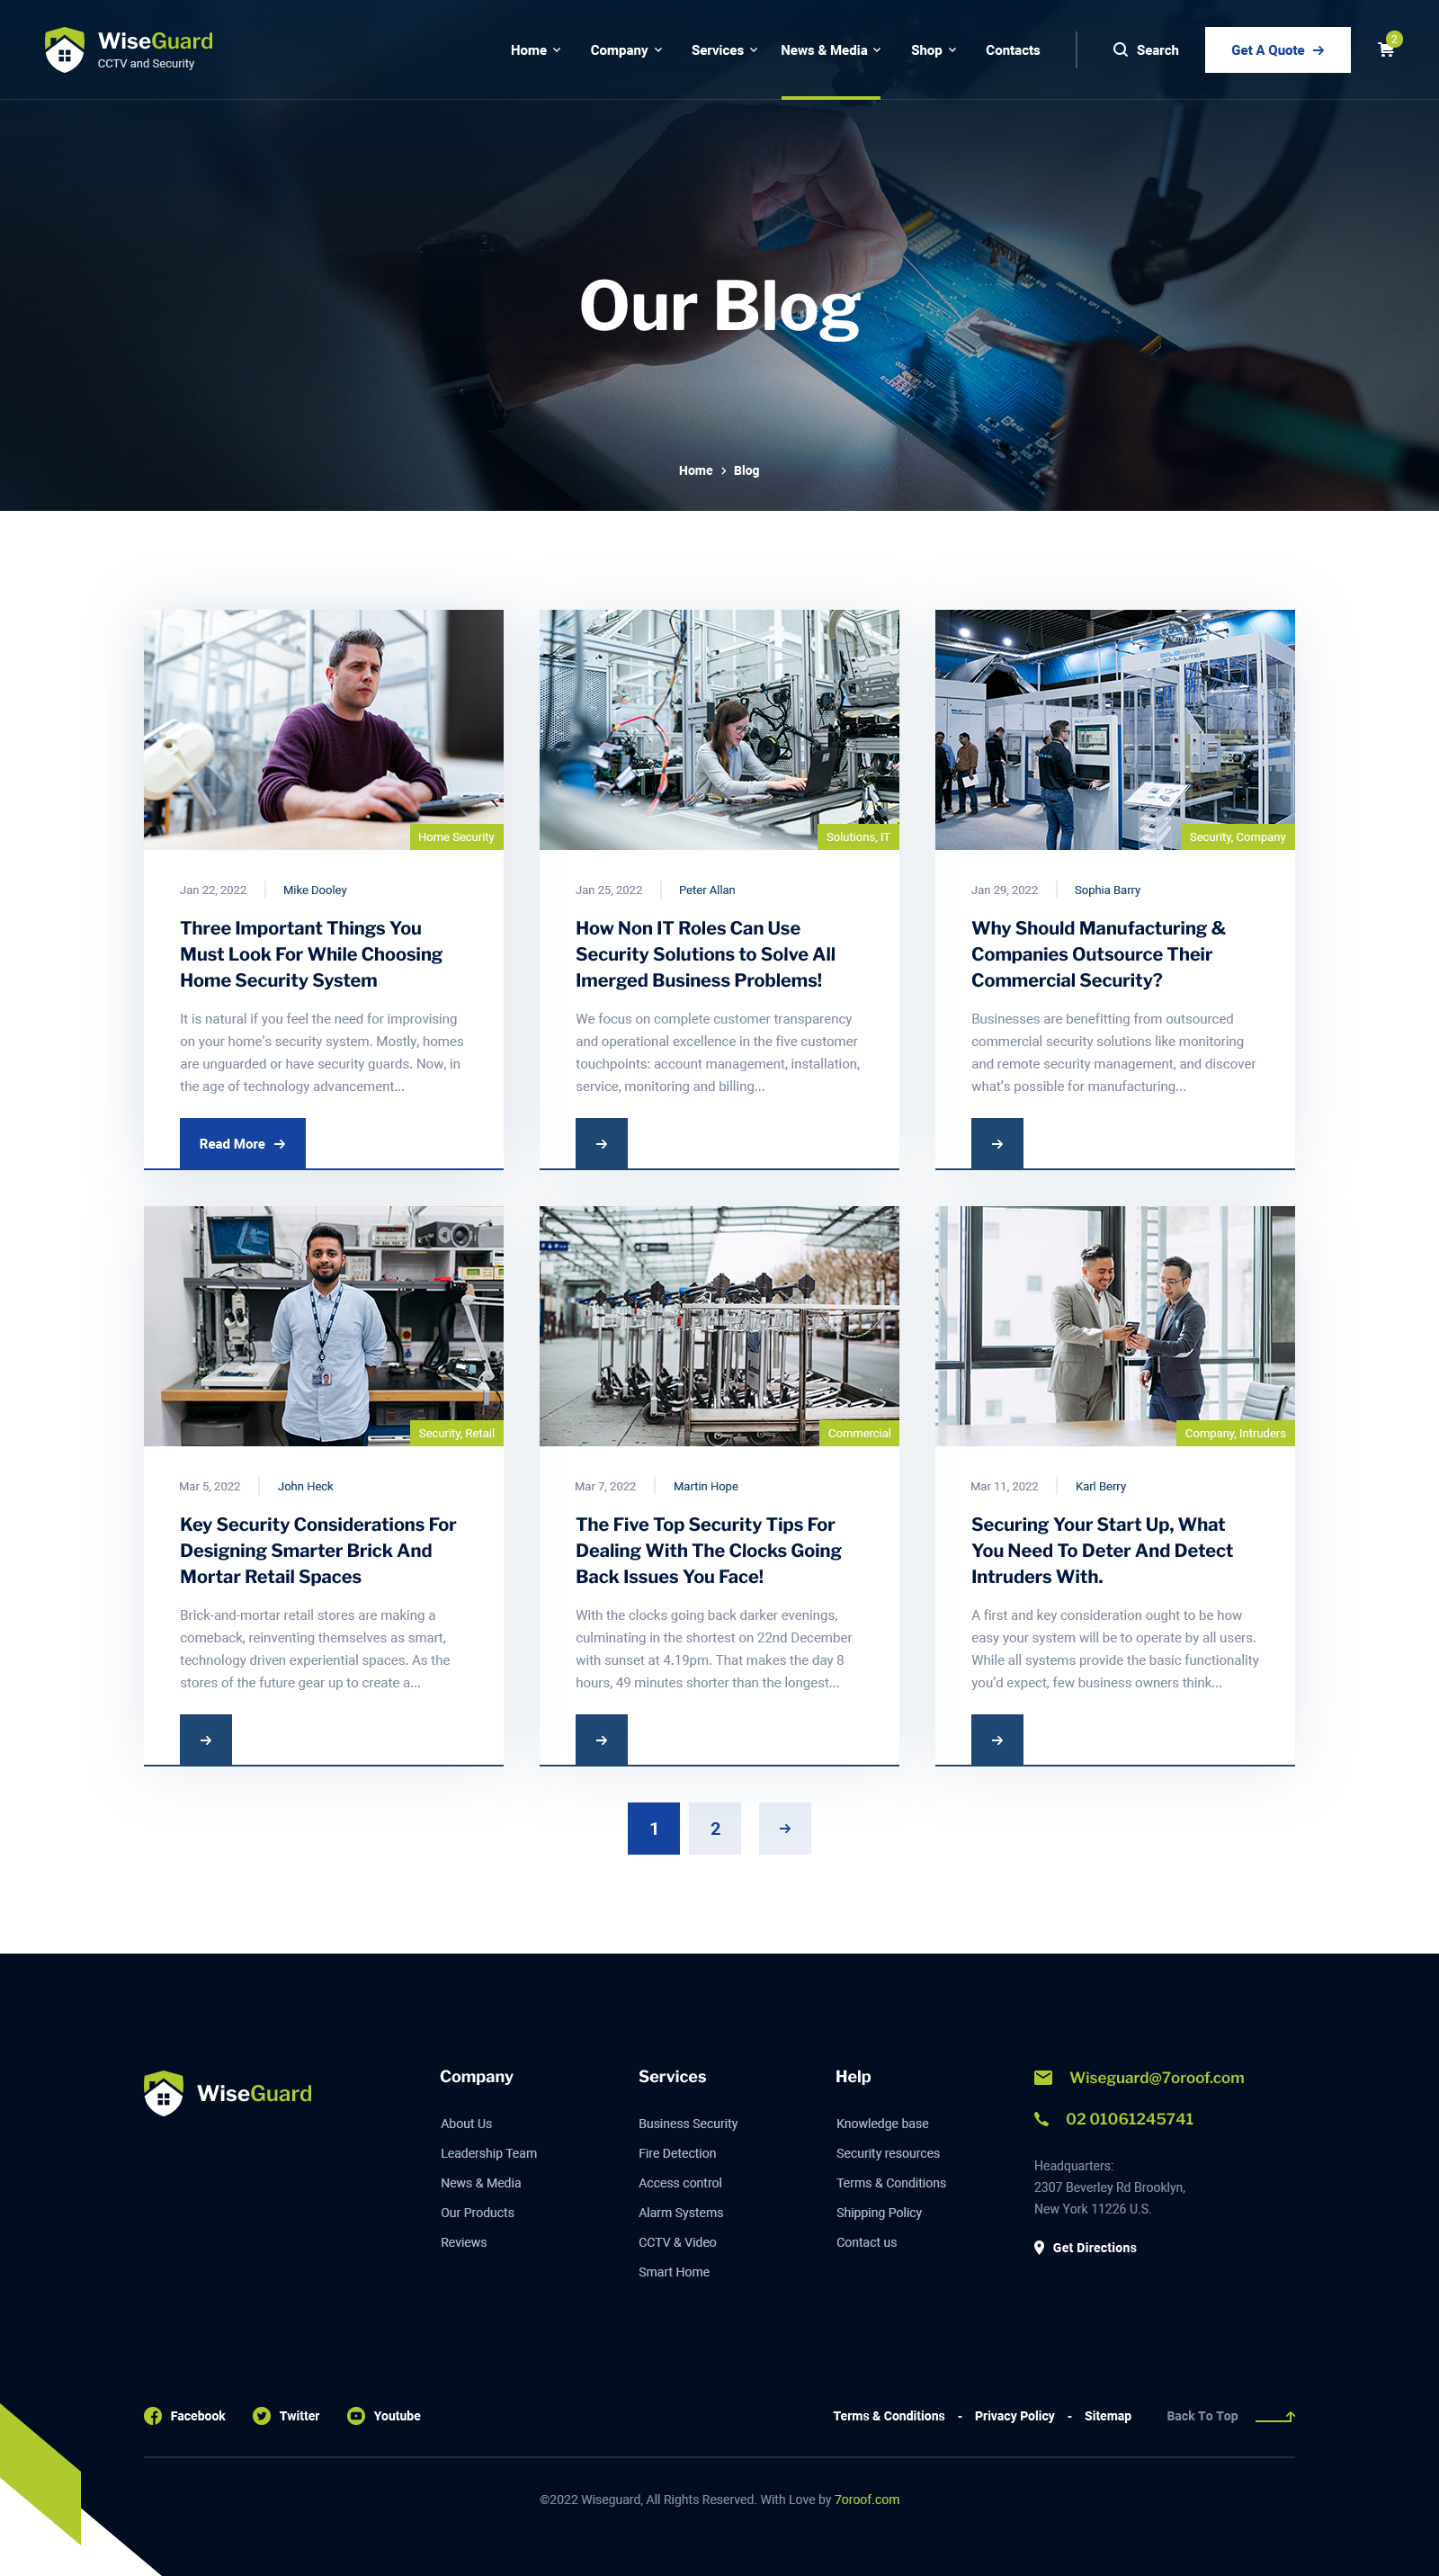 WiseGuard
CCTV and Security
Home
Company
Services
News & Media
Shop
Contacts
Search
Get A Quote
2
Our Blog
Home
Blog
Home Security
Jan 22, 2022
Mike Dooley
Three Important Things You
Must Look For While Choosing
Home Security System
It is natural if you feel the need for improvising
on your home's security system. Mostly, homes
are unguarded or have security guards. Now, in
the age of technology advancement...
Read More
Solutions, IT
Jan 25, 2022
Peter Allan
How Non IT Roles Can Use
Security Solutions to Solve All
Imerged Business Problems!
We focus on complete customer transparency
and operational excellence in the five customer
touchpoints: account management, installation,
service, monitoring and billing...
Security, Company
Jan 29, 2022
Sophia Barry
Why Should Manufacturing &
Companies Outsource Their
Commercial Security?
Businesses are benefitting from outsourced
commercial security solutions like monitoring
and remote security management, and discover
what's possible for manufacturing...
Security, Retail
Mar 5, 2022
John Heck
Key Security Considerations For
Designing Smarter Brick And
Mortar Retail Spaces
Brick-and-mortar retail stores are making a
comeback, reinventing themselves as smart,
technology driven experiential spaces. As the
stores of the future gear up to create a...
Commercial
Mar 7, 2022
Martin Hope
The Five Top Security Tips For
Dealing With The Clocks Going
Back Issues You Face!
With the clocks going back darker evenings,
culminating in the shortest on 22nd December
with sunset at 4.19pm. That makes the day 8
hours, 49 minutes shorter than the longest...
Company, Intruders
Mar 11, 2022
Karl Berry
Securing Your Start Up, What
You Need To Deter And Detect
Intruders With.
A first and key consideration ought to be how
easy your system will be to operate by all users.
While all systems provide the basic functionality
you'd expect, few business owners think...
1
2
WiseGuard
Company
About Us
Leadership Team
News & Media
Our Products
Reviews
Services
Business Security
Fire Detection
Access control
Alarm Systems
CCTV & Video
Smart Home
Help
Knowledge base
Security resources
Terms & Conditions
Shipping Policy
Contact us
Wiseguard@7oroof.com
02 01061245741
Headquarters:
2307 Beverley Rd Brooklyn,
New York 11226 U.S.
Get Directions
Facebook
Twitter
Youtube
Terms & Conditions - Privacy Policy - Sitemap
Back To Top
©2022 Wiseguard, All Rights Reserved. With Love by 7oroof.com